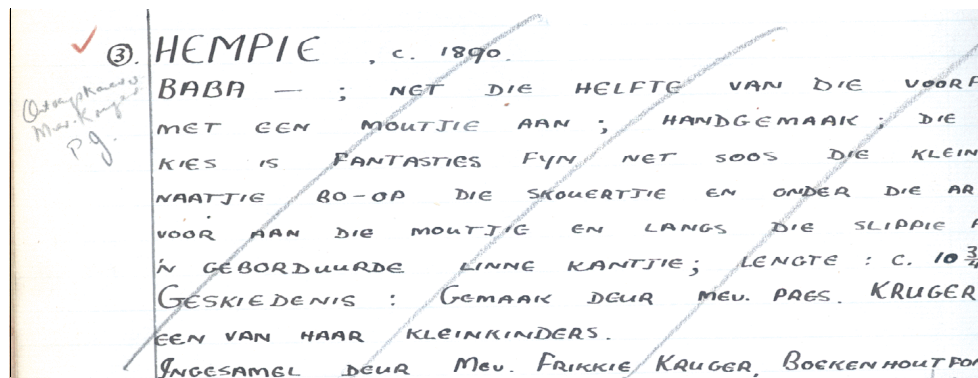 ③. HEMPIE, c. 1890.
BABA — ; NET DIE HELFTE VAN DIE VOORP
MET EEN MOUTJIE AAN; HANDGEMAAK; DIE
KIES IS FANTASTIES FYN NET SOOS DIE KLEIN
NAATJIE BO-OP DIE SKOUERTJIE EN ONDER DIE AR
VOOR AAN DIE MOUTJIE EN LANGS DIE SLIPPIE
'N GEBORDUURDE LINNE KANTJIE; LENGTE: C. 10 3/4
GESKIEDENIS: GEMAAK DEUR MEV. PRES. KRUGER
EEN VAN HAAR KLEINKINDERS.
INGESAMEL DEUR MEV. FRIKKIE KRUGER, BOEKENHOUTFON
Mev. Kruger
P.J.